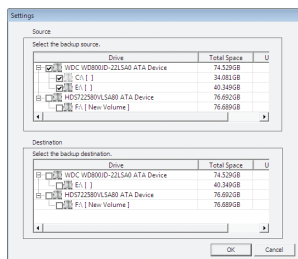 Settings
Source
Select the backup source.
Drive Total Space U
WDC WD800JD-22LSA0 ATA Device 74.529GB
C:\ [ ] 34.081GB
E:\ [ ] 40.349GB
HDS722580VLSA80 ATA Device 76.692GB
F:\ [ New Volume ] 76.689GB
Destination
Select the backup destination.
Drive Total Space U
WDC WD800JD-22LSA0 ATA Device 74.529GB
E:\ [ ] 40.349GB
HDS722580VLSA80 ATA Device 76.692GB
F:\ [ New Volume ] 76.689GB
OK Cancel